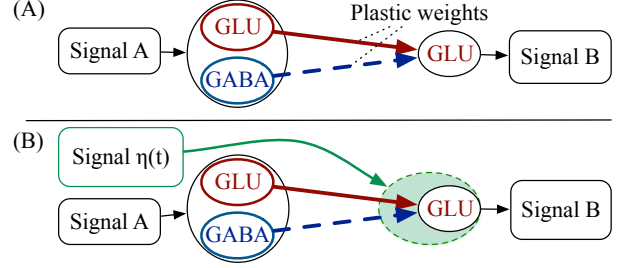 (A)
Plastic weights
Signal A
GLU
GABA
GLU
Signal B
(B)
Signal η(t)
Signal A
GLU
GABA
GLU
Signal B